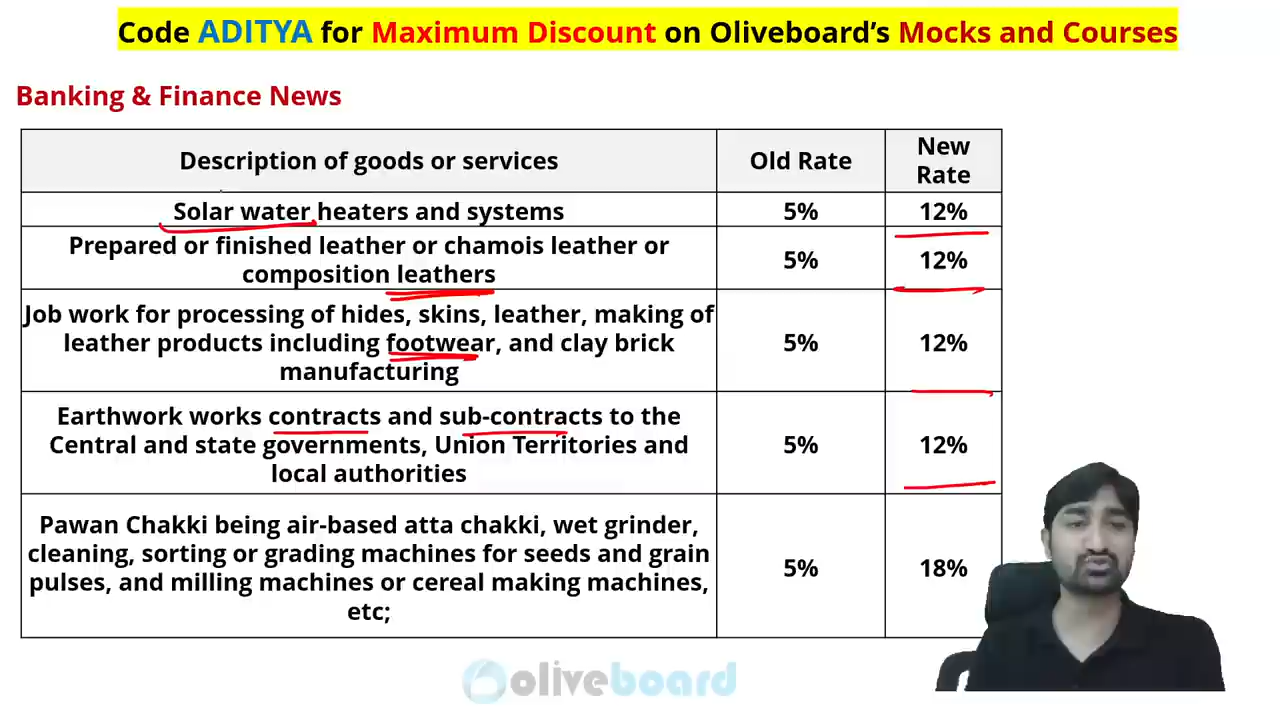 Code ADITYA for Maximum Discount on Oliveboard’s Mocks and Courses
Banking & Finance News
Description of goods or services
Old Rate
New
Rate
Solar water heaters and systems
5%
12%
Prepared or finished leather or chamois leather or
composition leathers
5%
12%
Job work for processing of hides, skins, leather, making of
leather products including footwear, and clay brick
manufacturing
5%
12%
Earthwork works contracts and sub-contracts to the
Central and state governments, Union Territories and
local authorities
5%
12%
Pawan Chakki being air-based atta chakki, wet grinder,
cleaning, sorting or grading machines for seeds and grain
pulses, and milling machines or cereal making machines,
etc;
5%
18%
oliveboard